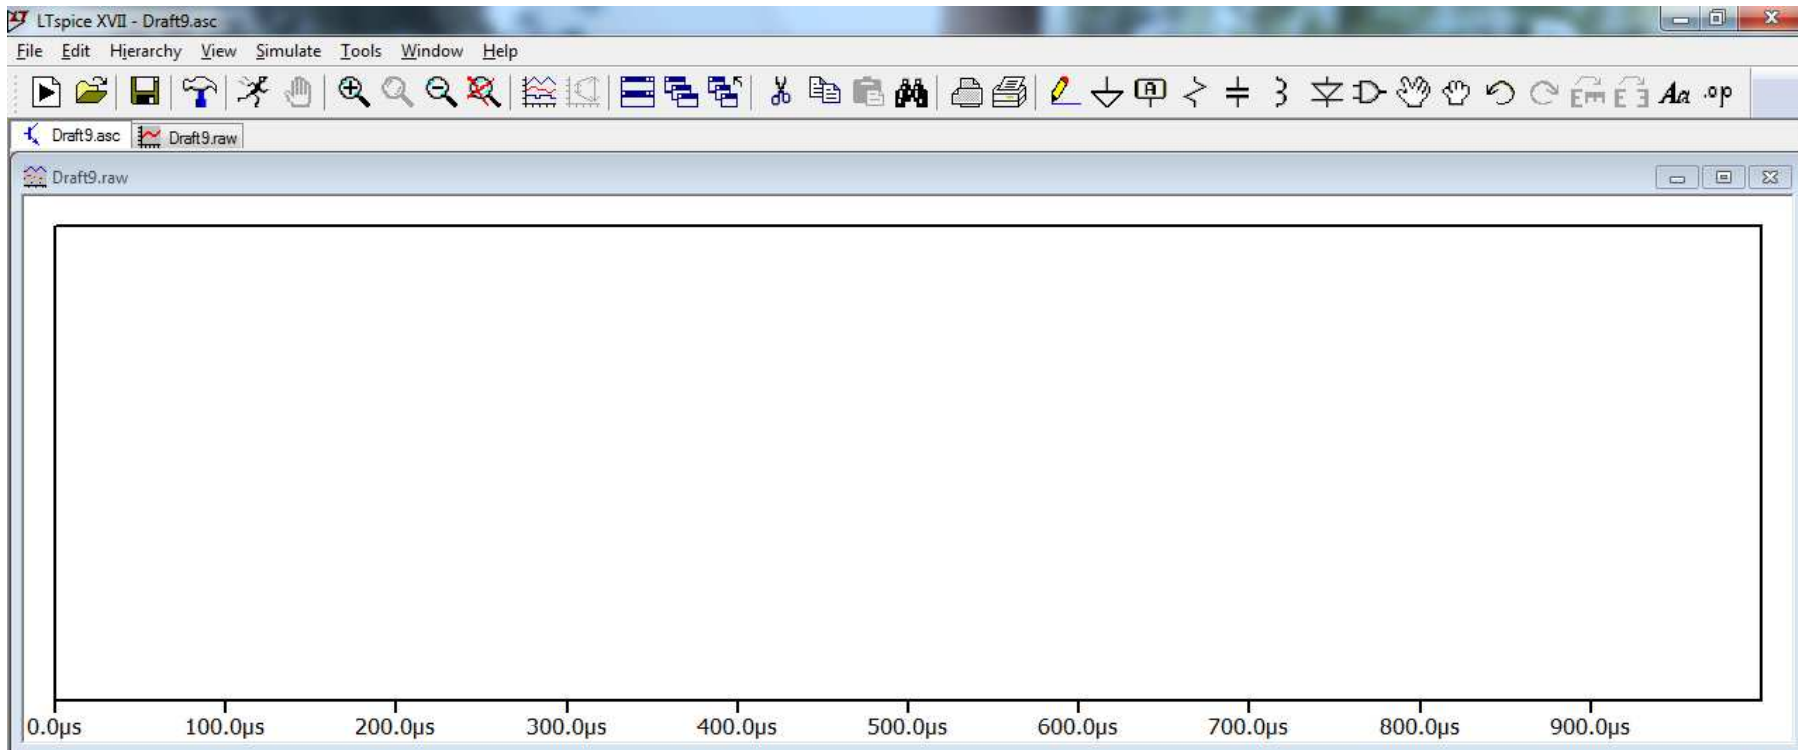 LTspice XVII - Draft9.asc
File Edit Hierarchy View Simulate Tools Window Help
A Aa .op
Draft9.asc Draft9.raw
Draft9.raw
0.0µs 100.0µs 200.0µs 300.0µs 400.0µs 500.0µs 600.0µs 700.0µs 800.0µs 900.0µs